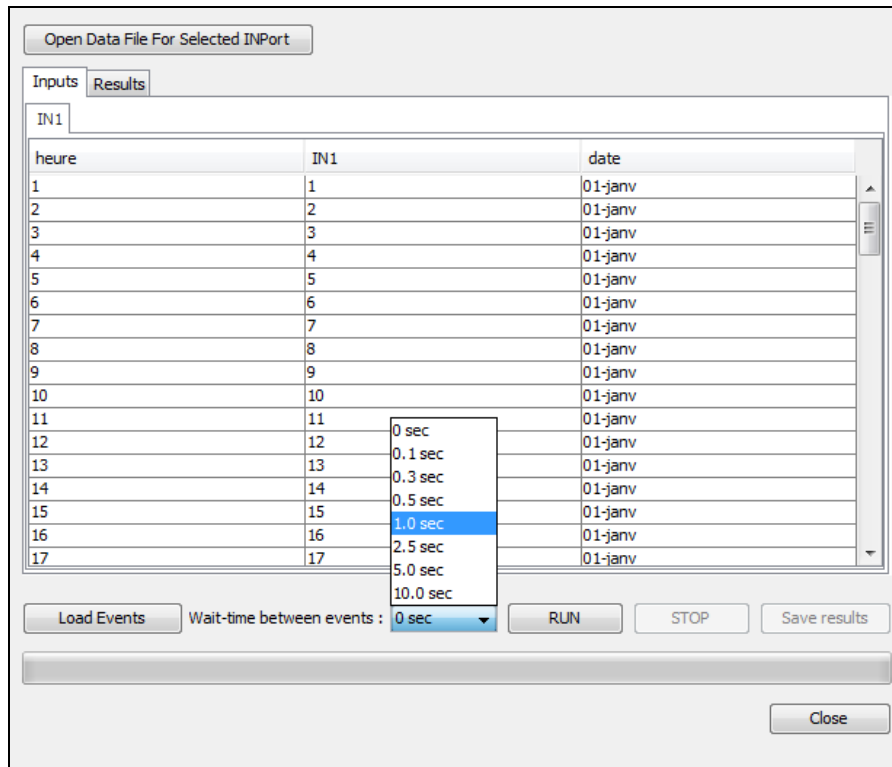 Open Data File For Selected INPort
Inputs Results
IN1
heure IN1 date
1 1 01-janv
2 2 01-janv
3 3 01-janv
4 4 01-janv
5 5 01-janv
6 6 01-janv
7 7 01-janv
8 8 01-janv
9 9 01-janv
10 10 01-janv
11 11 01-janv
12 12 01-janv
13 13 01-janv
14 14 01-janv
15 15 01-janv
16 16 01-janv
17 17 01-janv
0 sec
0.1 sec
0.3 sec
0.5 sec
1.0 sec
2.5 sec
5.0 sec
10.0 sec
Load Events Wait-time between events : 0 sec RUN STOP Save results
Close